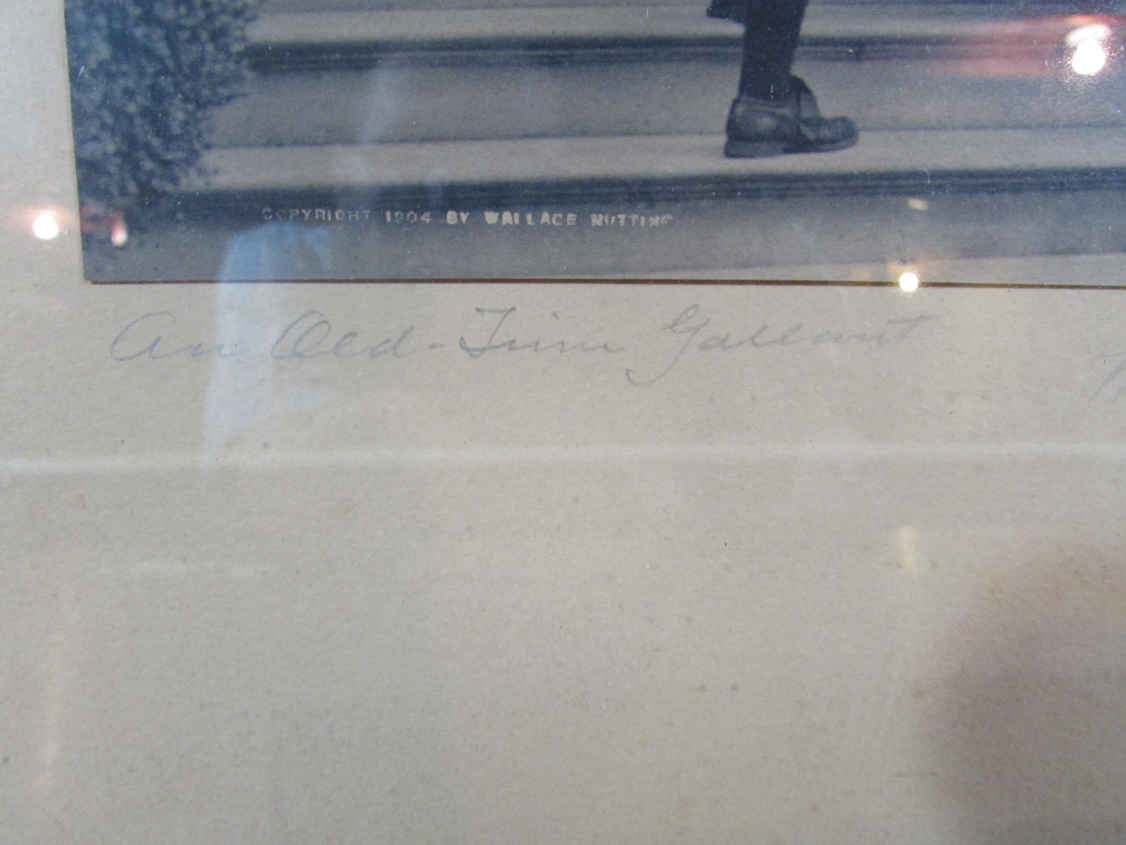 COPYRIGHT 1904 BY WALLACE NUTTING
An Old-Time Gallant